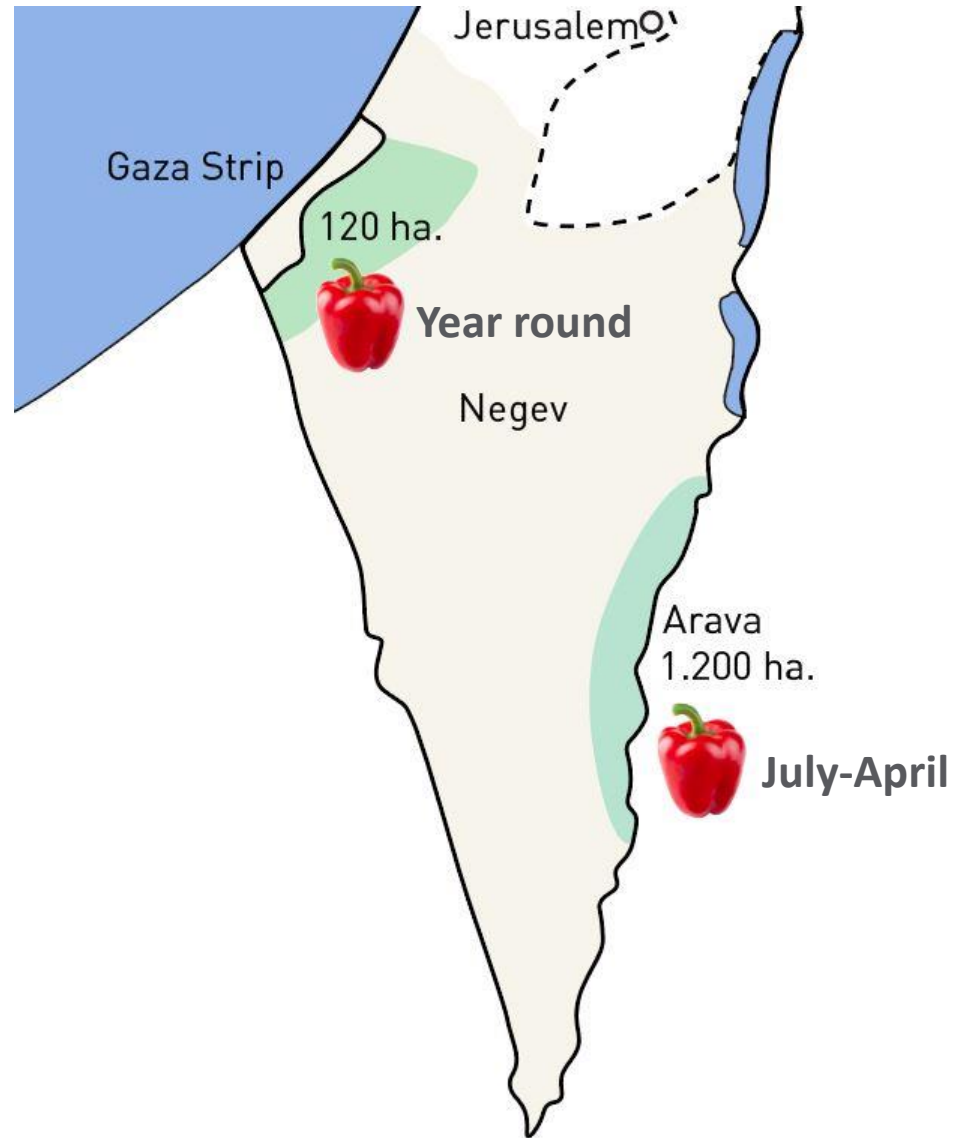 Jerusalem
Gaza Strip
120 ha.
Year round
Negev
Arava
1.200 ha.
July-April